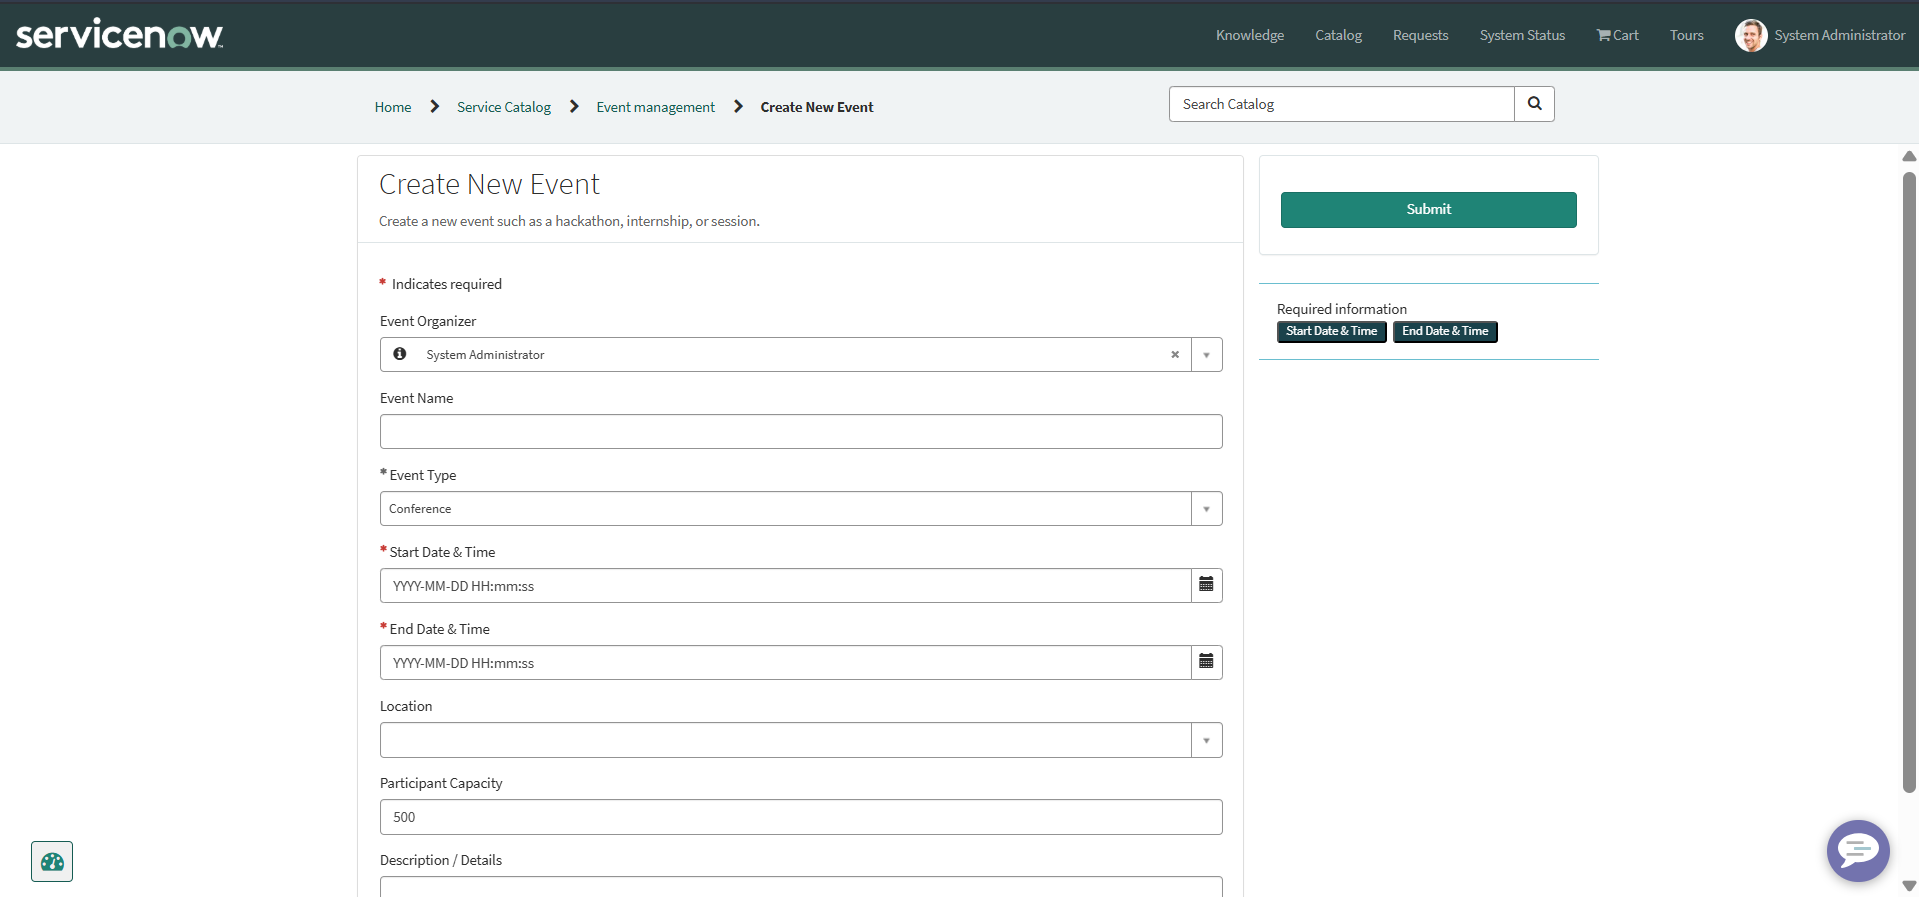 servicenow™
Knowledge Catalog Requests System Status Cart Tours System Administrator
Home Service Catalog Event management Create New Event
Search Catalog
Create New Event
Create a new event such as a hackathon, internship, or session.
Submit
* Indicates required
Required information
Start Date & Time End Date & Time
Event Organizer
System Administrator
Event Name
* Event Type
Conference
* Start Date & Time
YYYY-MM-DD HH:mm:ss
* End Date & Time
YYYY-MM-DD HH:mm:ss
Location
Participant Capacity
500
Description / Details